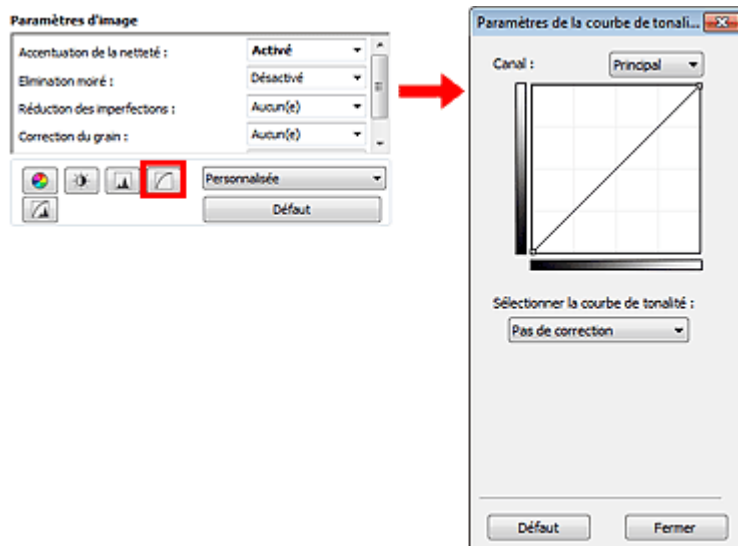 Paramètres d'image
Accentuation de la netteté : Activé
Elimination moiré : Désactivé
Réduction des imperfections : Aucun(e)
Correction du grain : Aucun(e)
Personnalisée
Défaut
Paramètres de la courbe de tonali...
Canal : Principal
Sélectionner la courbe de tonalité :
Pas de correction
Défaut Fermer